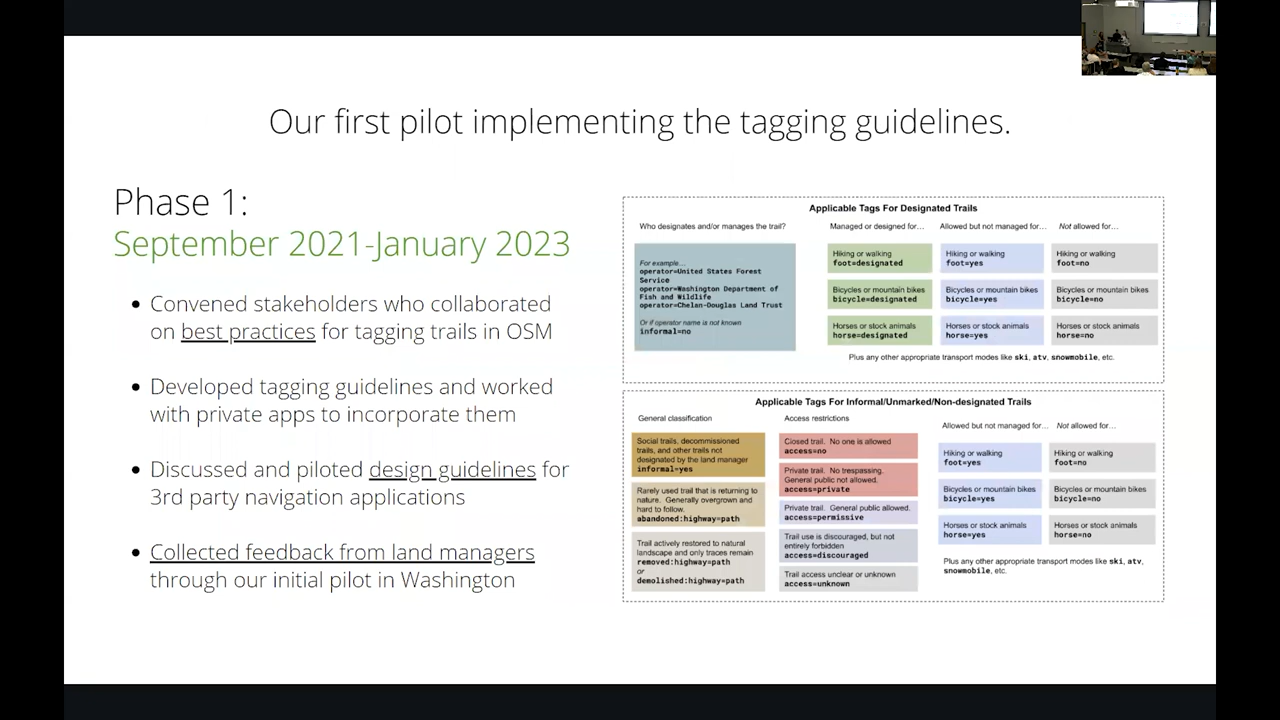 Our first pilot implementing the tagging guidelines.
Phase 1:
September 2021-January 2023
• Convened stakeholders who collaborated
on best practices for tagging trails in OSM
• Developed tagging guidelines and worked
with private apps to incorporate them
• Discussed and piloted design guidelines for
3rd party navigation applications
• Collected feedback from land managers
through our initial pilot in Washington
Applicable Tags For Designated Trails
Who designates and/or manages the trail?
For example...
operator=United States Forest
Service
operator=Washington Department of
Fish and Wildlife
operator=Chelan-Douglas Land Trust
Or if operator name is not known
informal=no
Managed or designed for...
Hiking or walking
foot=designated
Bicycles or mountain bikes
bicycle=designated
Horses or stock animals
horse=designated
Allowed but not managed for...
Hiking or walking
foot=yes
Bicycles or mountain bikes
bicycle=yes
Horses or stock animals
horse=yes
Not allowed for...
Hiking or walking
foot=no
Bicycles or mountain bikes
bicycle=no
Horses or stock animals
horse=no
Plus any other appropriate transport modes like ski, atv, snowmobile, etc.
Applicable Tags For Informal/Unmarked/Non-designated Trails
General classification
Social trails, decommissioned
trails, and other trails not
designated by the land manager
informal=yes
Rarely used trail that is returning to
nature. Generally overgrown and
hard to follow.
abandoned:highway=path
Trail actively restored to natural
landscape and only traces remain
removed:highway=path
or
demolished:highway=path
Access restrictions
Closed trail. No one is allowed
access=no
Private trail. No trespassing.
General public not allowed.
access=private
Private trail. General public allowed.
access=permissive
Trail use is discouraged, but not
entirely forbidden
access=discouraged
Trail access unclear or unknown
access=unknown
Allowed but not managed for...
Hiking or walking
foot=yes
Bicycles or mountain bikes
bicycle=yes
Horses or stock animals
horse=yes
Not allowed for...
Hiking or walking
foot=no
Bicycles or mountain bikes
bicycle=no
Horses or stock animals
horse=no
Plus any other appropriate transport modes like ski, atv,
snowmobile, etc.